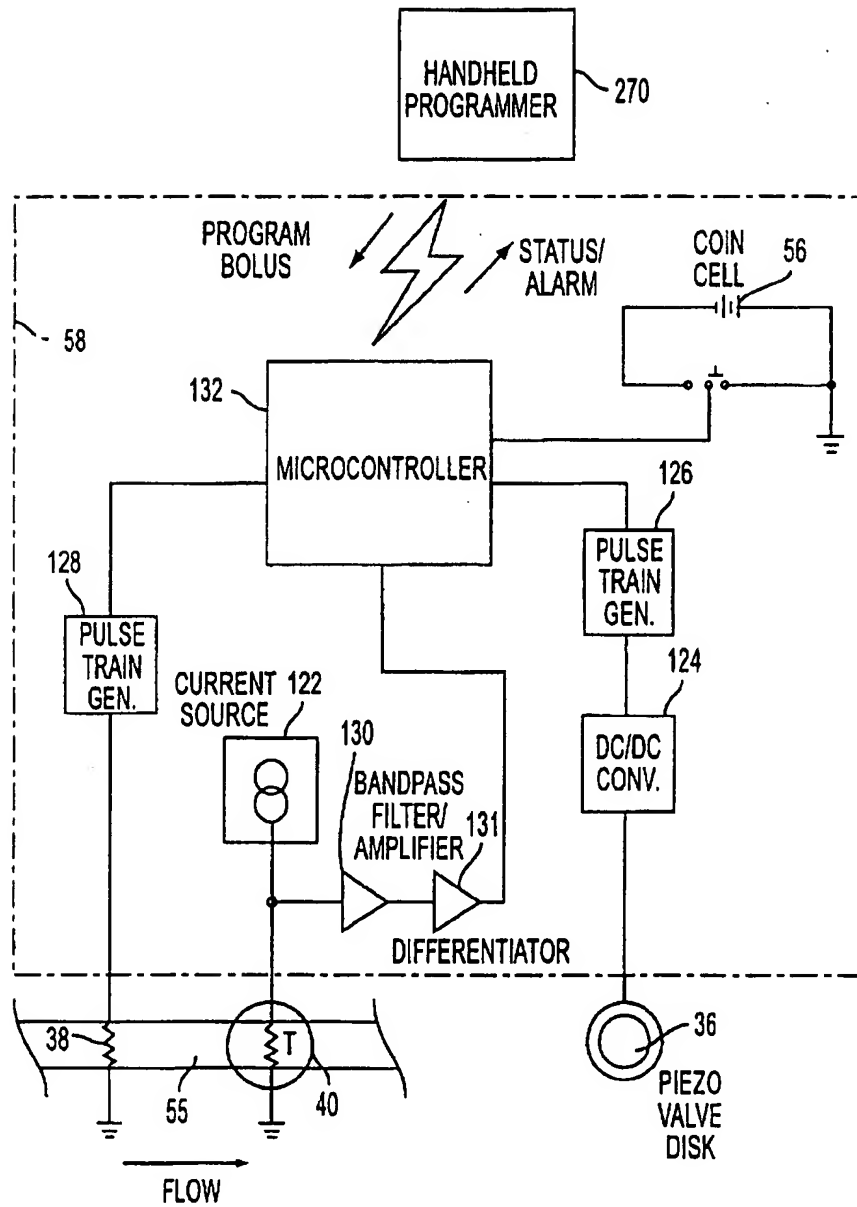 HANDHELD
PROGRAMMER
270
PROGRAM
BOLUS
STATUS/
ALARM
COIN
CELL
56
58
132
MICROCONTROLLER
126
PULSE
TRAIN
GEN.
128
PULSE
TRAIN
GEN.
CURRENT
SOURCE
122
124
DC/DC
CONV.
130
BANDPASS
FILTER/
AMPLIFIER
131
DIFFERENTIATOR
38
55
T
40
36
PIEZO
VALVE
DISK
FLOW